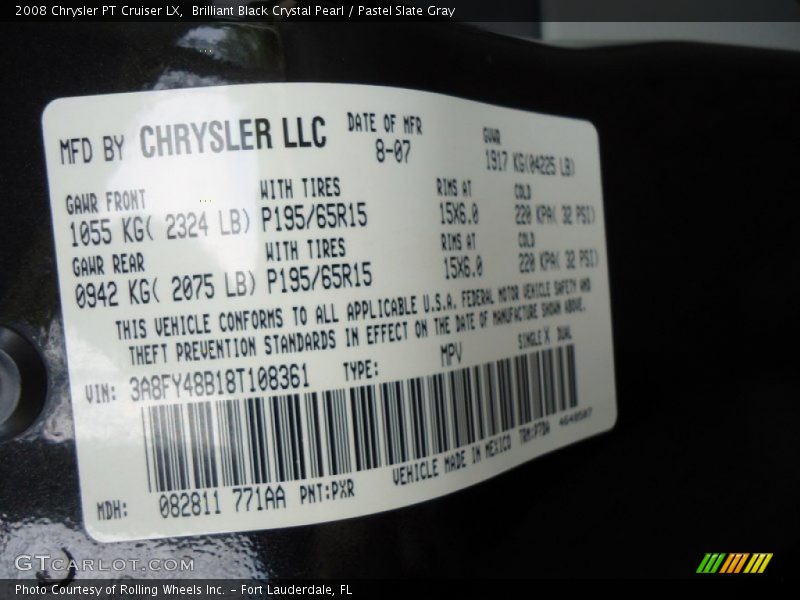 2008 Chrysler PT Cruiser LX, Brilliant Black Crystal Pearl / Pastel Slate Gray
MFD BY CHRYSLER LLC DATE OF MFR GVWR
8-07 1917 KG(04225 LB)
GAWR FRONT WITH TIRES RIMS AT COLD
1055 KG( 2324 LB) P195/65R15 15X6.0 220 KPA( 32 PSI)
GAWR REAR WITH TIRES RIMS AT COLD
0942 KG( 2075 LB) P195/65R15 15X6.0 220 KPA( 32 PSI)
THIS VEHICLE CONFORMS TO ALL APPLICABLE U.S.A. FEDERAL MOTOR VEHICLE SAFETY AND
THEFT PREVENTION STANDARDS IN EFFECT ON THE DATE OF MANUFACTURE SHOWN ABOVE.
VIN: 3A8FY48B18T108361 TYPE: MPV SINGLE X DUAL
MDH: 082811 771AA PNT:PXR VEHICLE MADE IN MEXICO TRM:P7DA
GTCarLot.com
Photo Courtesy of Rolling Wheels Inc. - Fort Lauderdale, FL